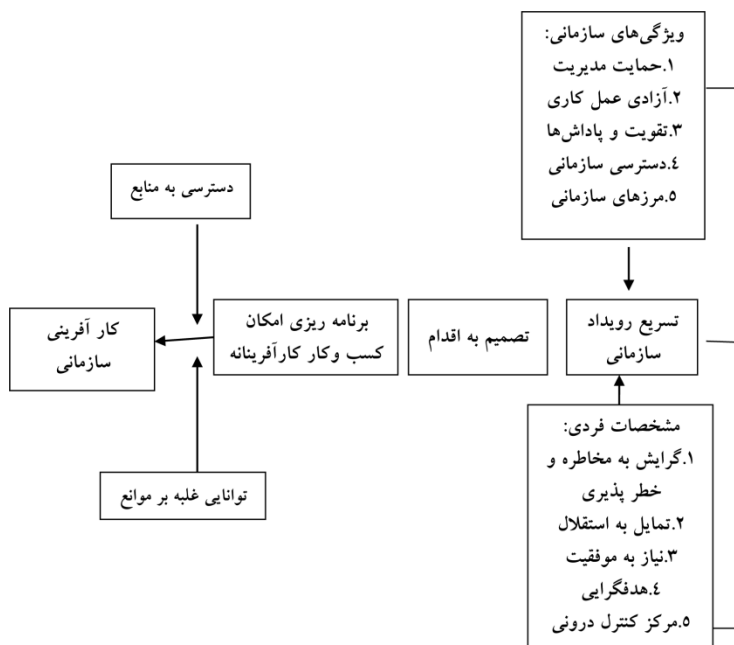 ویژگی‌های سازمانی:
۱.حمایت مدیریت
۲.آزادی عمل کاری
۳.تقویت و پاداش‌ها
٤.دسترسی سازمانی
٥.مرزهای سازمانی
دسترسی به منابع
تسریع رویداد
سازمانی
تصمیم به اقدام
برنامه ریزی امکان
کسب وکار کارآفرینانه
کار آفرینی
سازمانی
توانایی غلبه بر موانع
مشخصات فردی:
۱.گرایش به مخاطره و
خطر پذیری
۲.تمایل به استقلال
۳.نیاز به موفقیت
٤.هدفگرایی
٥.مرکز کنترل درونی